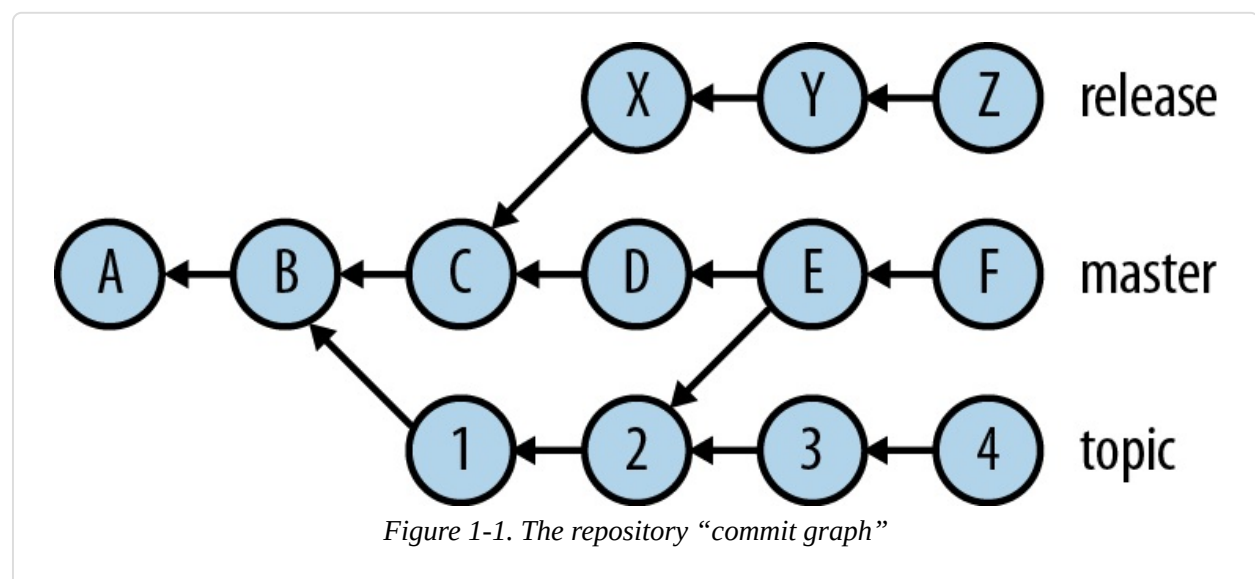 X Y Z release
A B C D E F master
1 2 3 4 topic
Figure 1-1. The repository “commit graph”